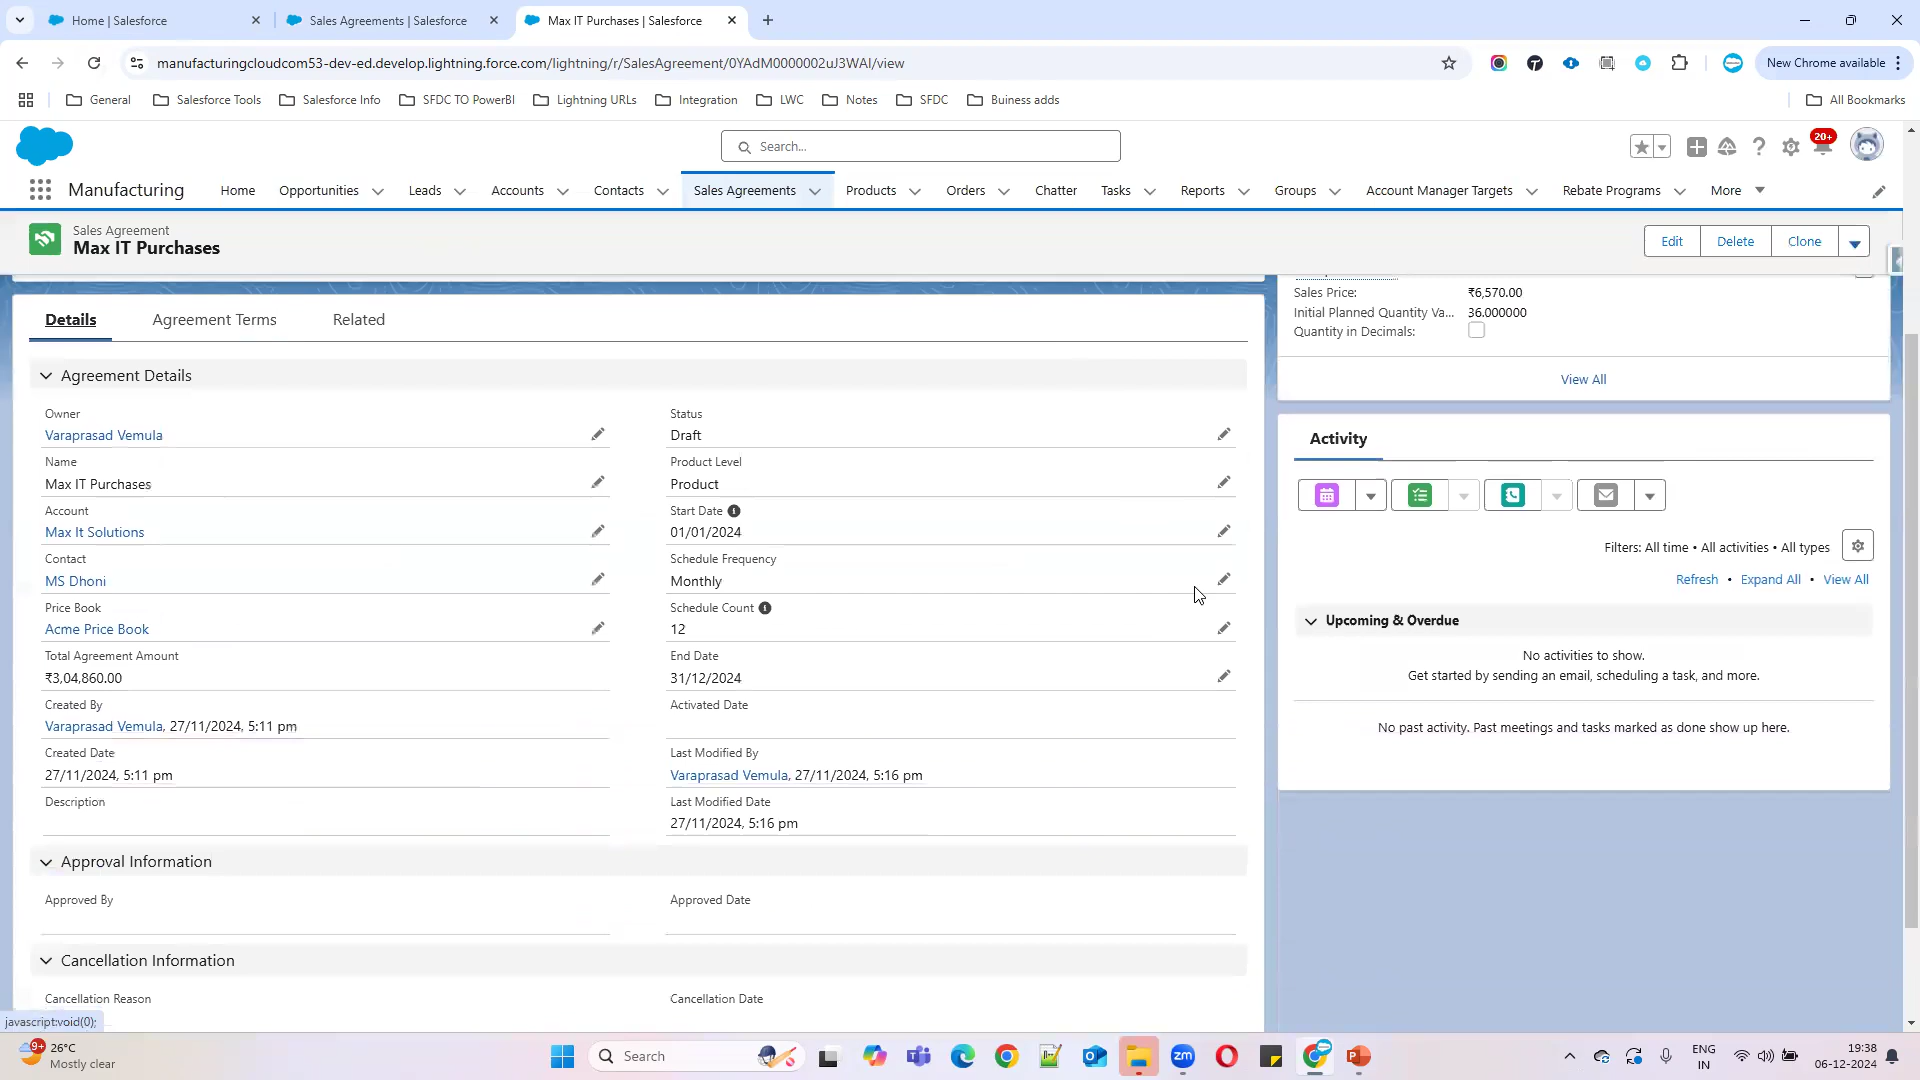 Home | Salesforce
Sales Agreements | Salesforce
Max IT Purchases | Salesforce
manufacturingcloudcom53-dev-ed.develop.lightning.force.com/lightning/r/SalesAgreement/0YAdM0000002uJ3WAI/view
New Chrome available
General
Salesforce Tools
Salesforce Info
SFDC TO PowerBI
Lightning URLs
Integration
LWC
Notes
SFDC
Buiness adds
All Bookmarks
Search...
20+
Manufacturing
Home
Opportunities
Leads
Accounts
Contacts
Sales Agreements
Products
Orders
Chatter
Tasks
Reports
Groups
Account Manager Targets
Rebate Programs
More
Sales Agreement
Max IT Purchases
Edit
Delete
Clone
Details
Agreement Terms
Related
Agreement Details
Owner
Varaprasad Vemula
Status
Draft
Name
Max IT Purchases
Product Level
Product
Account
Max It Solutions
Start Date
01/01/2024
Contact
MS Dhoni
Schedule Frequency
Monthly
Price Book
Acme Price Book
Schedule Count
12
Total Agreement Amount
₹3,04,860.00
End Date
31/12/2024
Created By
Varaprasad Vemula, 27/11/2024, 5:11 pm
Activated Date
Created Date
27/11/2024, 5:11 pm
Last Modified By
Varaprasad Vemula, 27/11/2024, 5:16 pm
Description
Last Modified Date
27/11/2024, 5:16 pm
Approval Information
Approved By
Approved Date
Cancellation Information
Cancellation Reason
Cancellation Date
Sales Price: ₹6,570.00
Initial Planned Quantity Va... 36.000000
Quantity in Decimals:
View All
Activity
Filters: All time • All activities • All types
Refresh • Expand All • View All
Upcoming & Overdue
No activities to show.
Get started by sending an email, scheduling a task, and more.
No past activity. Past meetings and tasks marked as done show up here.
javascript:void(0);
9+
26°C
Mostly clear
Search
zm
ENG
IN
19:38
06-12-2024